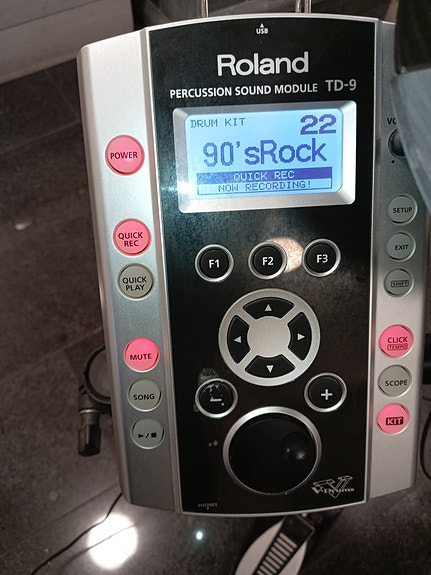 USB
Roland
PERCUSSION SOUND MODULE TD-9
DRUM KIT 22
90'sRock
QUICK REC
NOW RECORDING!
POWER
QUICK REC
QUICK PLAY
MUTE
SONG
►/■
F1
F2
F3
SETUP
EXIT
SHIFT
CLICK
TEMPO
SCOPE
KIT
-
+
V-Drums
PHONES